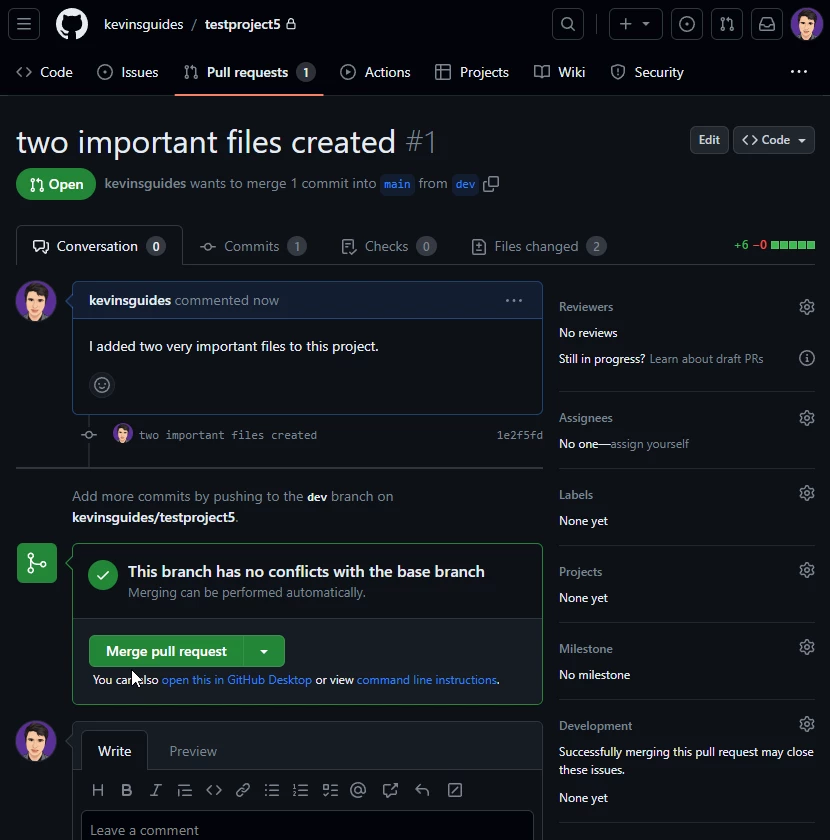 kevinsguides / testproject5
Code Issues Pull requests 1 Actions Projects Wiki Security
two important files created #1
Edit Code
Open kevinsguides wants to merge 1 commit into main from dev
Conversation 0 Commits 1 Checks 0 Files changed 2 +6 −0
kevinsguides commented now
I added two very important files to this project.
two important files created 1e2f5fd
Add more commits by pushing to the dev branch on
kevinsguides/testproject5.
This branch has no conflicts with the base branch
Merging can be performed automatically.
Merge pull request
You can also open this in GitHub Desktop or view command line instructions.
Write Preview
Leave a comment
Reviewers
No reviews
Still in progress? Learn about draft PRs
Assignees
No one—assign yourself
Labels
None yet
Projects
None yet
Milestone
No milestone
Development
Successfully merging this pull request may close
these issues.
None yet